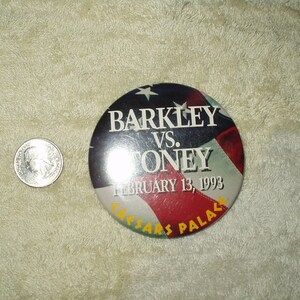 BARKLEY
VS.
TONEY
FEBRUARY 13, 1993
CAESARS PALACE